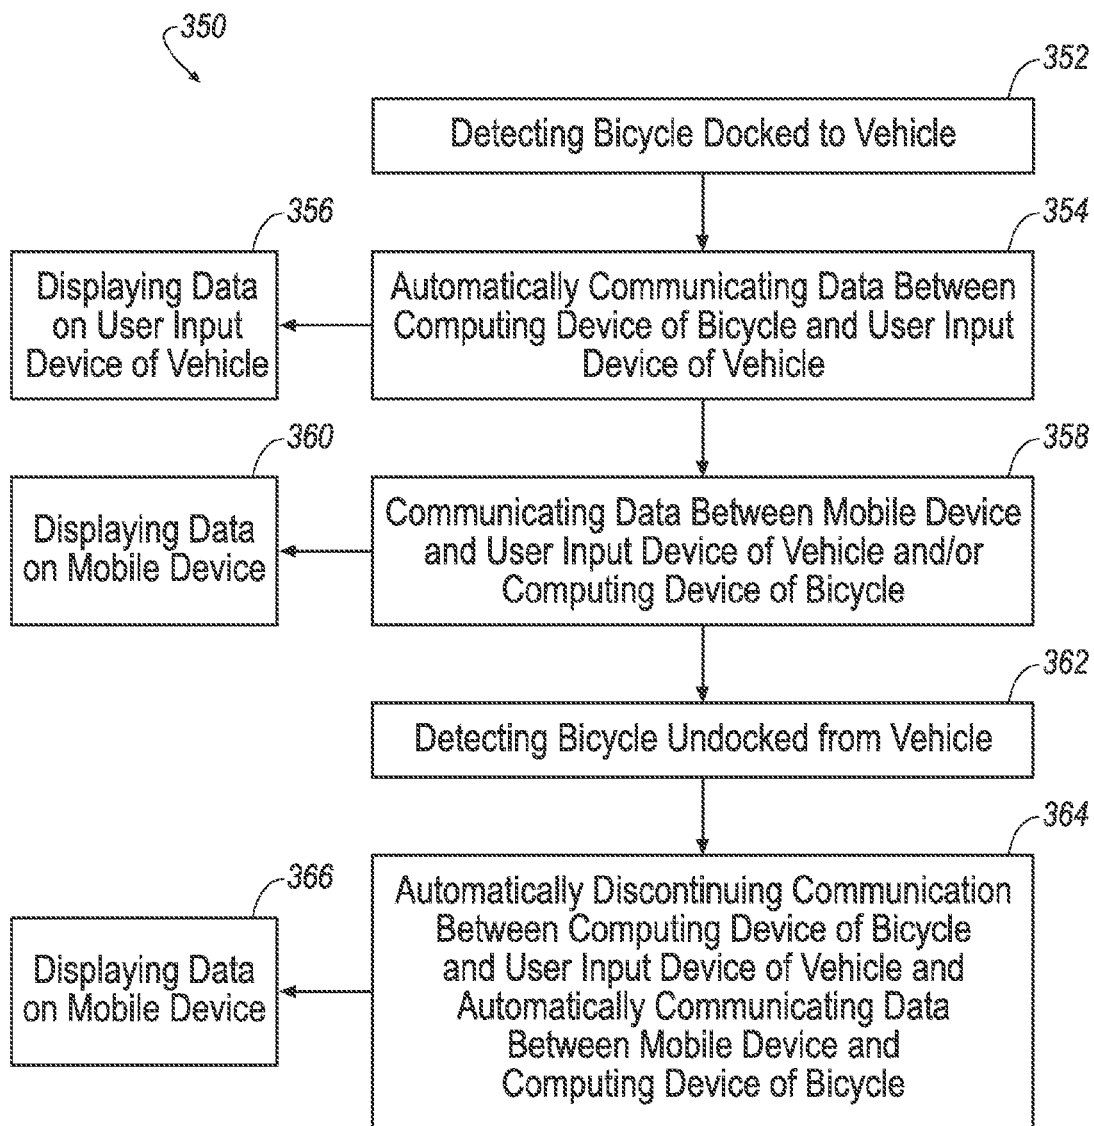 350
352
Detecting Bicycle Docked to Vehicle
356
354
Displaying Data
on User Input
Device of Vehicle
Automatically Communicating Data Between
Computing Device of Bicycle and User Input
Device of Vehicle
360
358
Displaying Data
on Mobile Device
Communicating Data Between Mobile Device
and User Input Device of Vehicle and/or
Computing Device of Bicycle
362
Detecting Bicycle Undocked from Vehicle
364
366
Displaying Data
on Mobile Device
Automatically Discontinuing Communication
Between Computing Device of Bicycle
and User Input Device of Vehicle and
Automatically Communicating Data
Between Mobile Device and
Computing Device of Bicycle